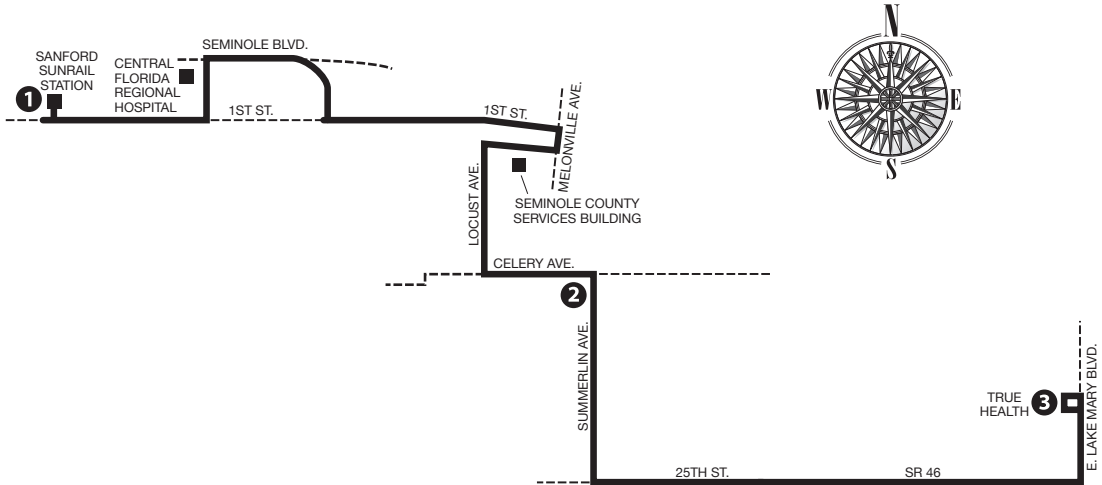 SEMINOLE BLVD.
SANFORD
SUNRAIL
STATION
1
CENTRAL
FLORIDA
REGIONAL
HOSPITAL
1ST ST.
1ST ST.
MELONVILLE AVE.
N
W
E
S
LOCUST AVE.
SEMINOLE COUNTY
SERVICES BUILDING
CELERY AVE.
2
SUMMERLIN AVE.
TRUE
HEALTH
3
E. LAKE MARY BLVD.
25TH ST.
SR 46